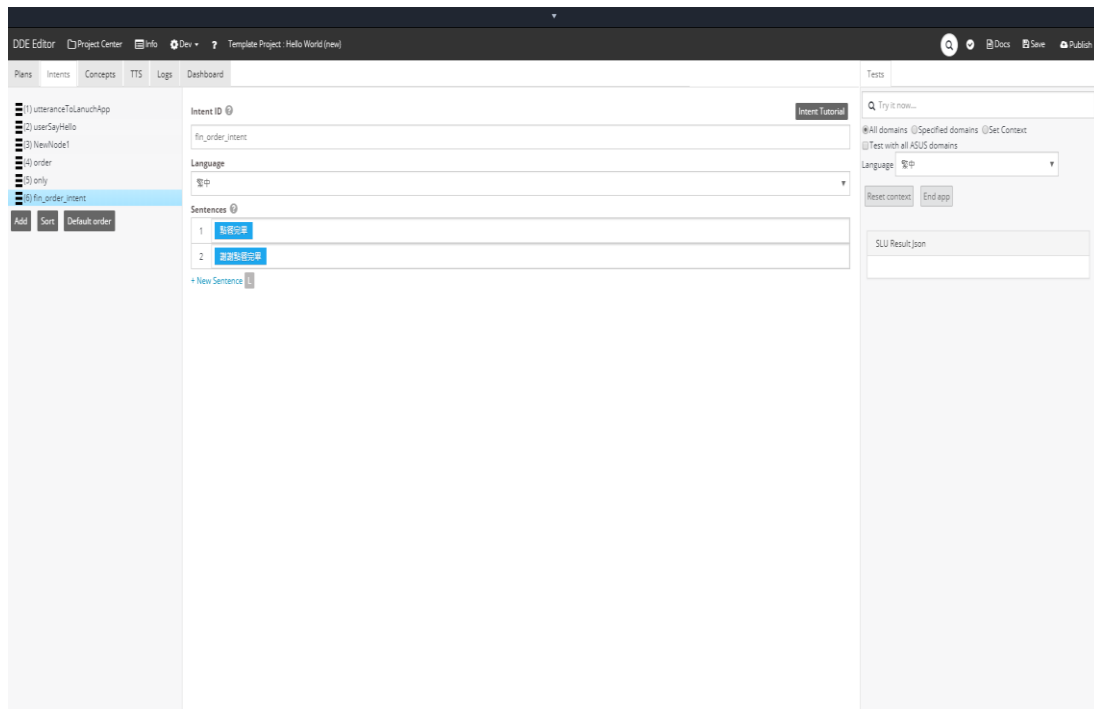 DDE Editor Project Center Info Dev ? Template Project : Hello World (new) Docs Save Publish
Plans Intents Concepts TTS Logs Dashboard
(1) utteranceToLanuchApp
(2) userSayHello
(3) NewNode1
(4) order
(5) only
(6) fin_order_intent
Add Sort Default order
Intent ID Intent Tutorial
fin_order_intent
Language
繁中
Sentences
1 點餐完畢
2 謝謝點餐完畢
+ New Sentence L
Tests
Try it now...
All domains Specified domains Set Context
Test with all ASUS domains
Language 繁中
Reset context End app
SLU Result Json